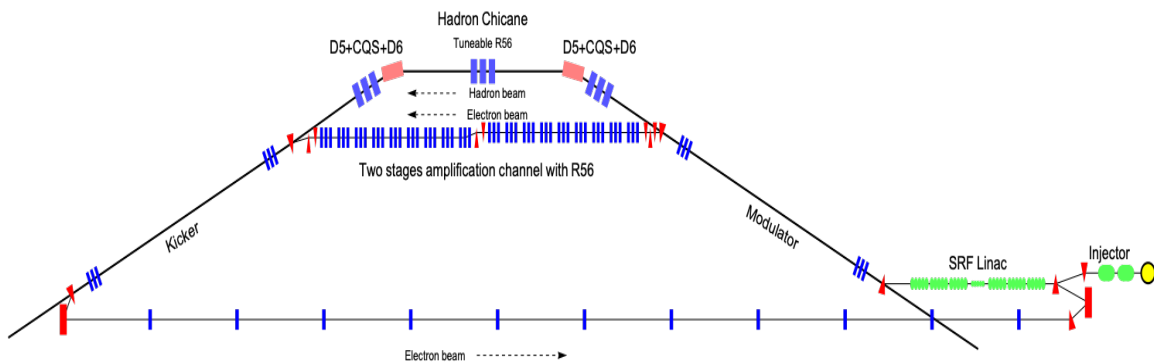 Hadron Chicane
Tuneable R56
D5+CQS+D6
D5+CQS+D6
Hadron beam
Electron beam
Two stages amplification channel with R56
Kicker
Modulator
SRF Linac
Injector
Electron beam